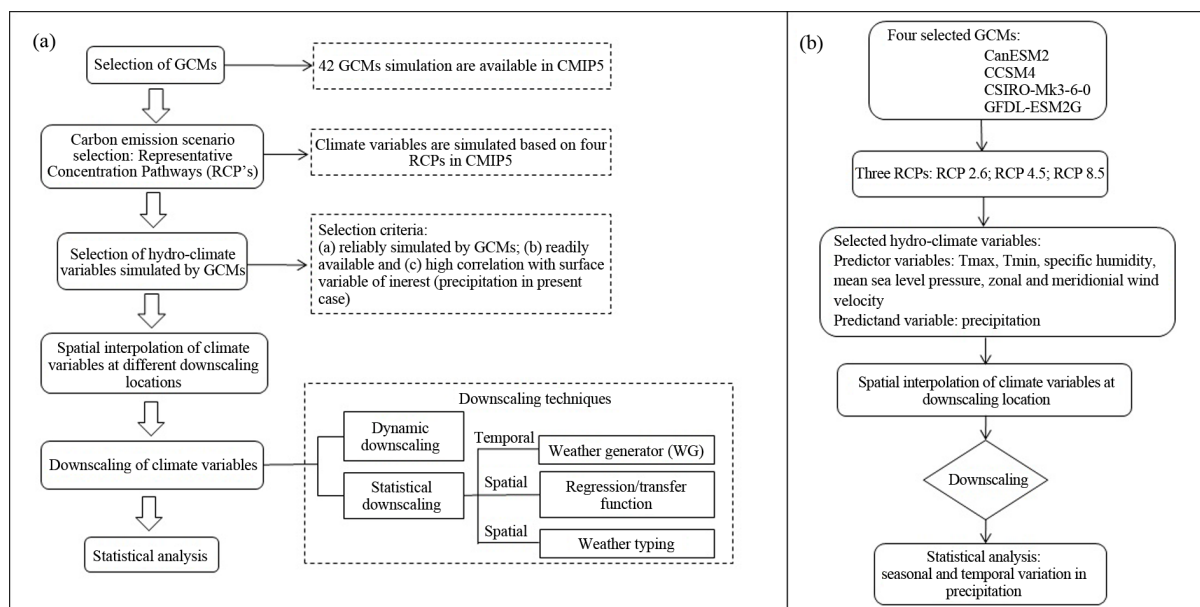 (a)
Selection of GCMs
42 GCMs simulation are available in CMIP5
Carbon emission scenario
selection: Representative
Concentration Pathways (RCP's)
Climate variables are simulated based on four
RCPs in CMIP5
Selection of hydro-climate
variables simulated by GCMs
Selection criteria:
(a) reliably simulated by GCMs; (b) readily
available and (c) high correlation with surface
variable of inerest (precipitation in present
case)
Spatial interpolation of climate
variables at different downscaling
locations
Downscaling of climate variables
Downscaling techniques
Dynamic
downscaling
Statistical
downscaling
Temporal
Weather generator (WG)
Spatial
Regression/transfer
function
Spatial
Weather typing
Statistical analysis
(b)
Four selected GCMs:
CanESM2
CCSM4
CSIRO-Mk3-6-0
GFDL-ESM2G
Three RCPs: RCP 2.6; RCP 4.5; RCP 8.5
Selected hydro-climate variables:
Predictor variables: Tmax, Tmin, specific humidity,
mean sea level pressure, zonal and meridionial wind
velocity
Predictand variable: precipitation
Spatial interpolation of climate variables at
downscaling location
Downscaling
Statistical analysis:
seasonal and temporal variation in
precipitation